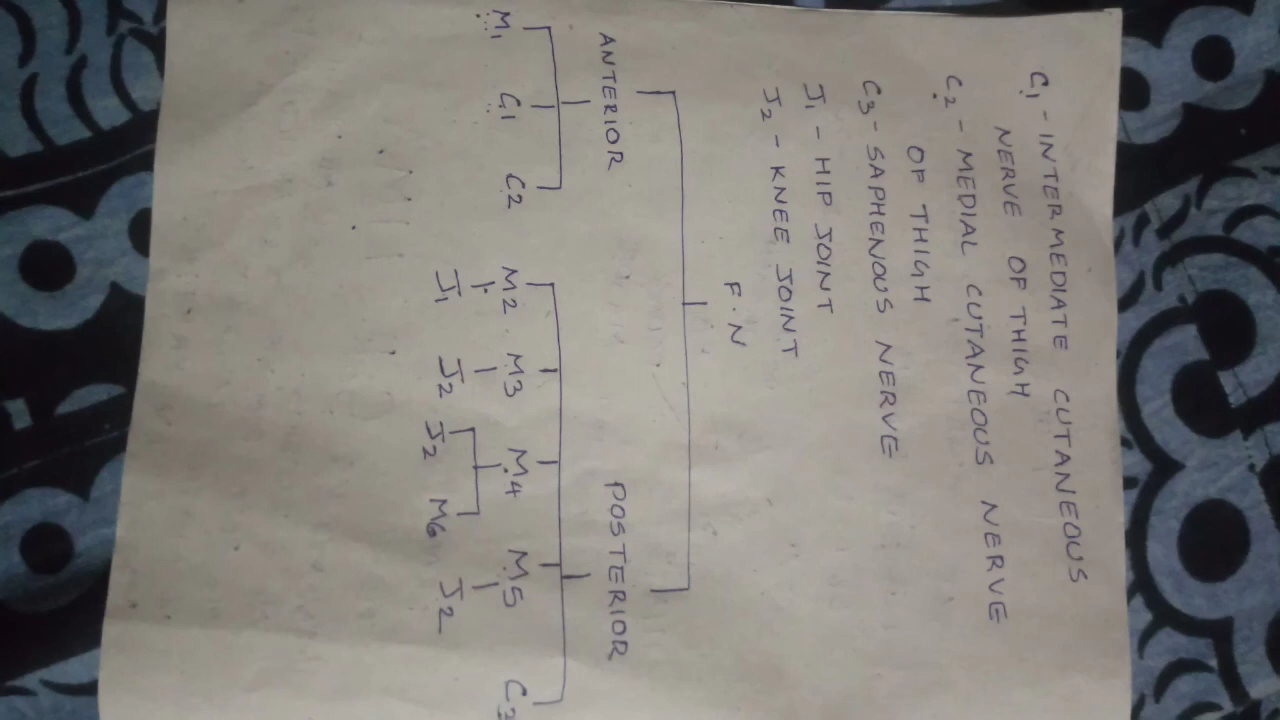 C1 - INTERMEDIATE CUTANEOUS
NERVE OF THIGH
C2 - MEDIAL CUTANEOUS NERVE
OF THIGH
C3 - SAPHENOUS NERVE
J1 - HIP JOINT
J2 - KNEE JOINT
F.N
ANTERIOR POSTERIOR
M1 C1 C2 M2 M3 M4 M5 C3
J1 J2 J2 M6 J2